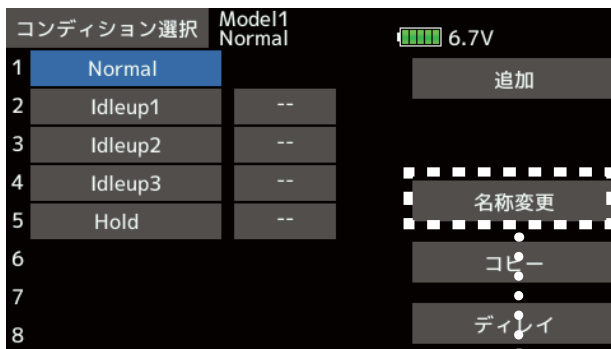 コンディション選択 Model1
Normal 6.7V
1 Normal
追加
2 Idleup1 --
3 Idleup2 --
4 Idleup3 --
名称変更
5 Hold --
6
コピー
7
ディレイ
8